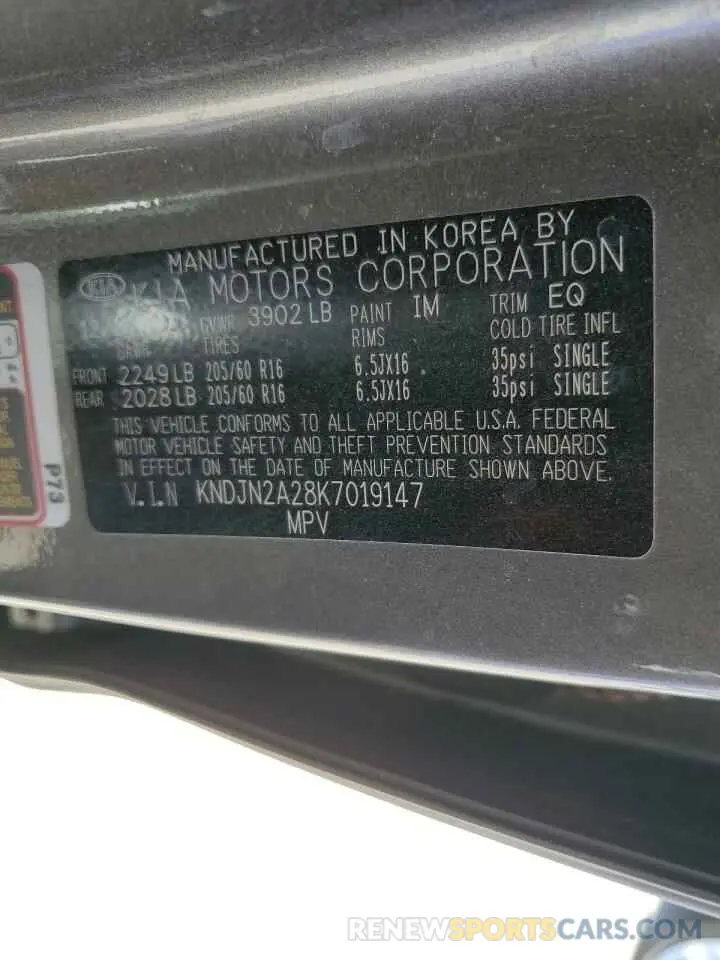 MANUFACTURED IN KOREA BY
KIA KIA MOTORS CORPORATION
GVWR 3902 LB PAINT IM TRIM EQ
TIRES RIMS COLD TIRE INFL
FRONT 2249 LB 205/60 R16 6.5JX16 35psi SINGLE
REAR 2028 LB 205/60 R16 6.5JX16 35psi SINGLE
THIS VEHICLE CONFORMS TO ALL APPLICABLE U.S.A. FEDERAL
MOTOR VEHICLE SAFETY AND THEFT PREVENTION STANDARDS
IN EFFECT ON THE DATE OF MANUFACTURE SHOWN ABOVE.
V.I.N KNDJN2A28K7019147
MPV
P73
RENEWSPORTSCARS.COM